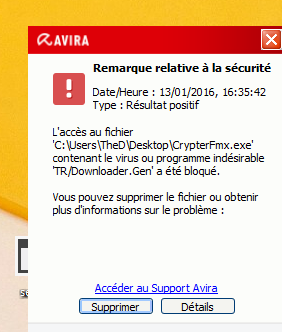 AVIRA
Remarque relative à la sécurité
Date/Heure : 13/01/2016, 16:35:42
Type : Résultat positif
L'accès au fichier
'C:\Users\TheD\Desktop\CrypterFmx.exe'
contenant le virus ou programme indésirable
'TR/Downloader.Gen' a été bloqué.
Vous pouvez supprimer le fichier ou obtenir
plus d'informations sur le problème :
Accéder au Support Avira
Supprimer Détails